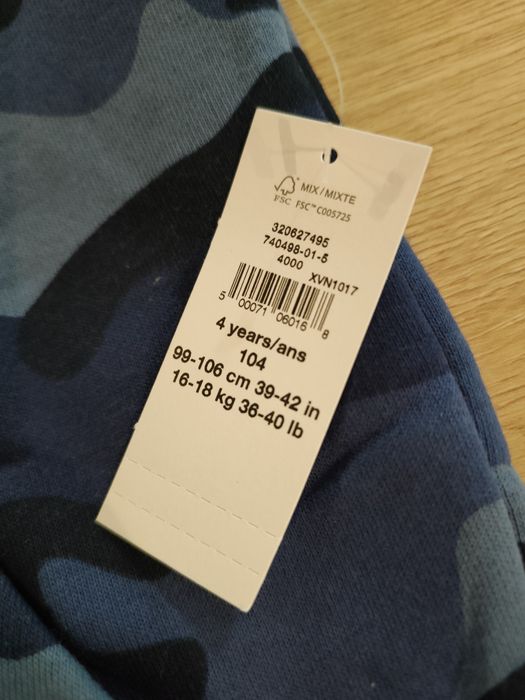 MIX / MIXTE
FSC FSC™ C005725
320627495
740498-01-5
4000 XVN1017
5 00071 06016 8
4 years/ans
104
99-106 cm 39-42 in
16-18 kg 36-40 lb